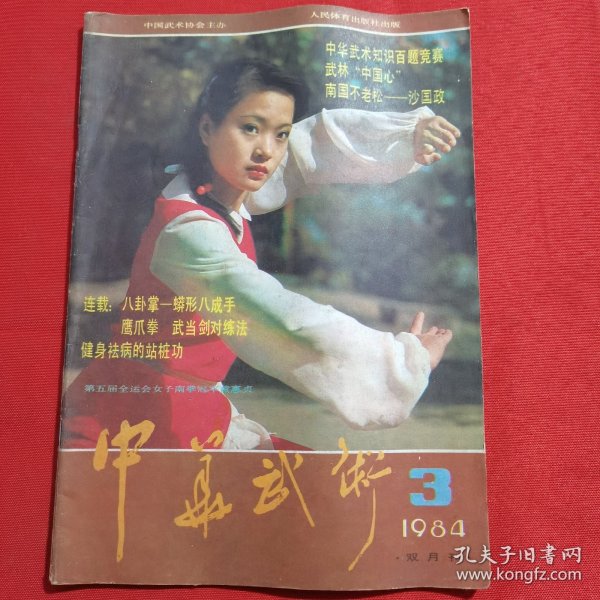 中国武术协会主办
人民体育出版社出版
中华武术知识百题竞赛
武林“中国心”
南国不老松——沙国政
连载：八卦掌—蟒形八成手
鹰爪拳 武当剑对练法
健身祛病的站桩功
第五届全运会女子南拳冠军
中華武術
3
1984
·双月
孔夫子旧书网
www.kongfz.com